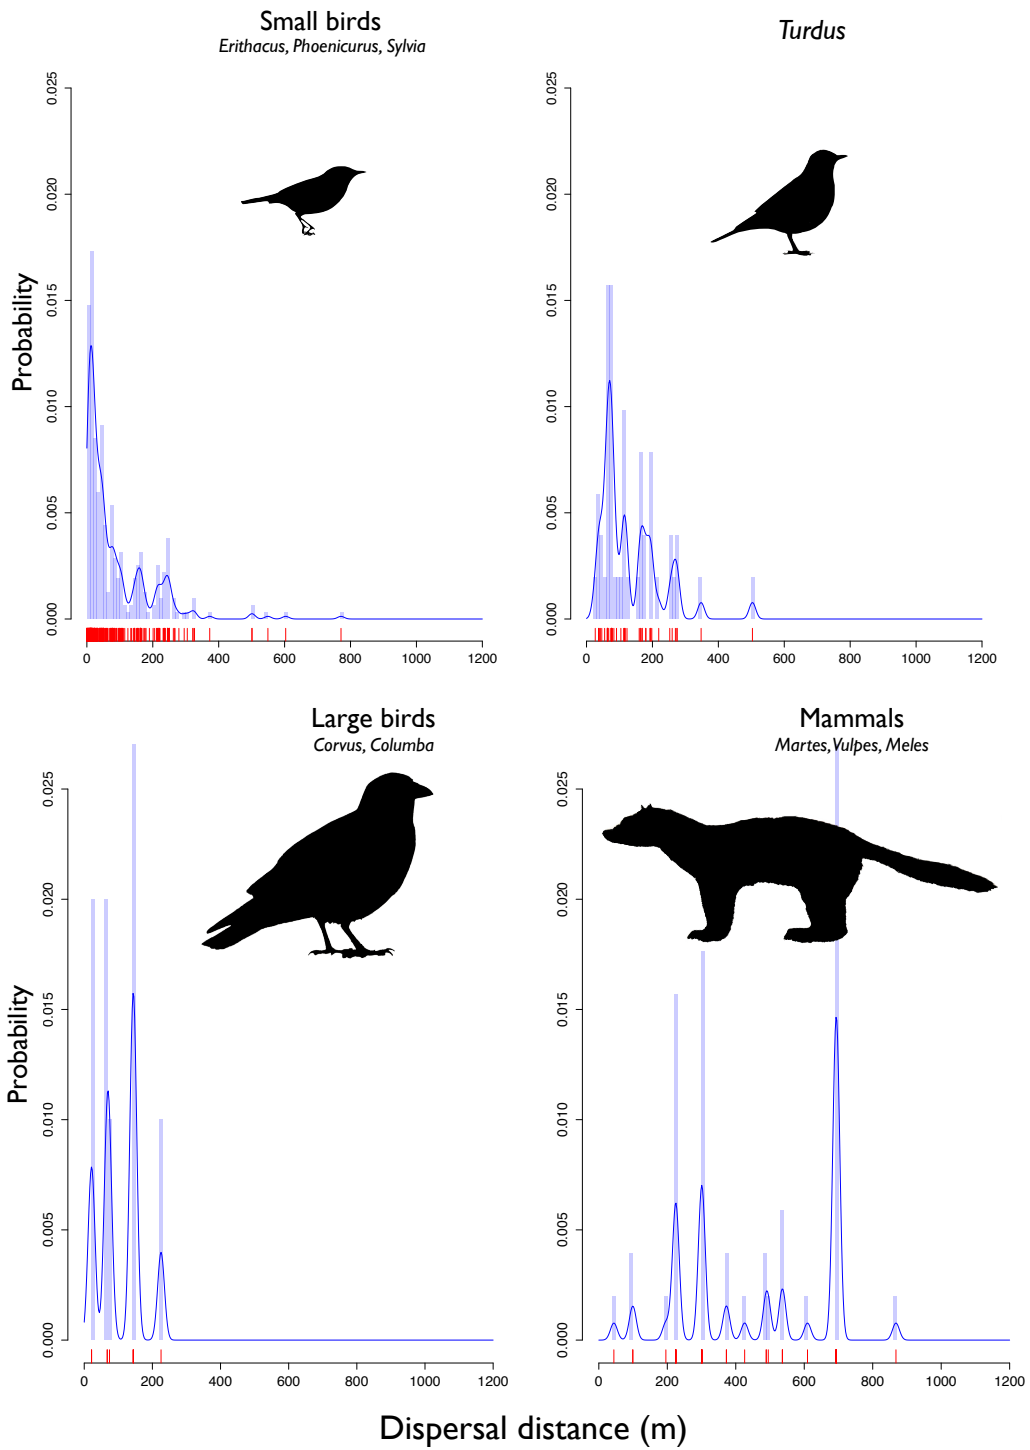 Small birds
Erithacus, Phoenicurus, Sylvia
Turdus
Probability
0.000 0.005 0.010 0.015 0.020 0.025
0 200 400 600 800 1000 1200
0.000 0.005 0.010 0.015 0.020 0.025
0 200 400 600 800 1000 1200
Large birds
Corvus, Columba
Mammals
Martes, Vulpes, Meles
Probability
0.000 0.005 0.010 0.015 0.020 0.025
0 200 400 600 800 1000 1200
0.000 0.005 0.010 0.015 0.020 0.025
0 200 400 600 800 1000 1200
Dispersal distance (m)